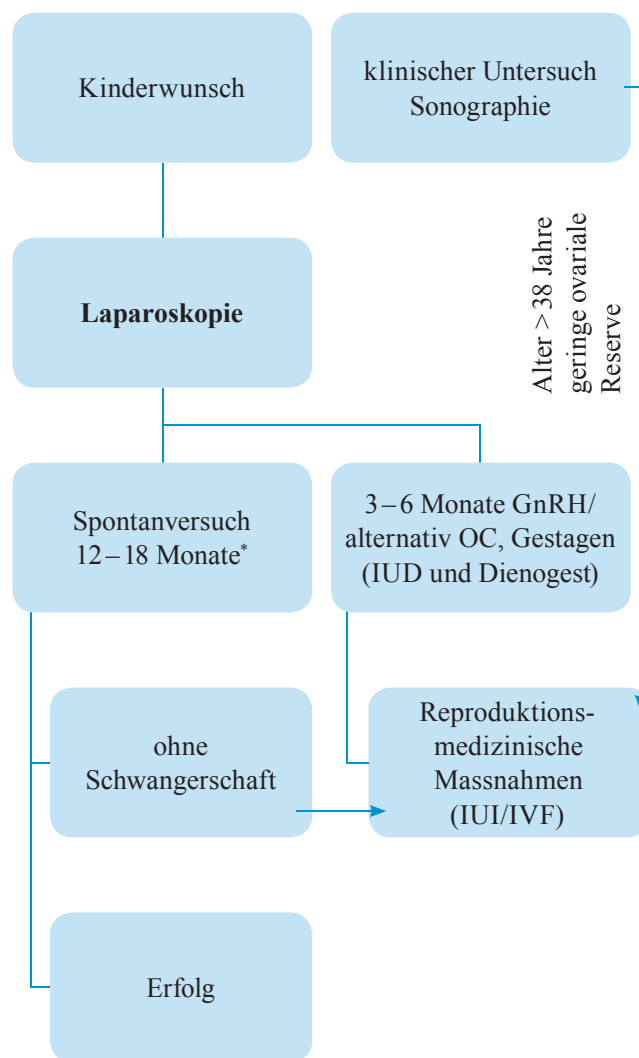 Kinderwunsch
klinischer Untersuch
Sonographie
Alter > 38 Jahre
geringe ovariale
Reserve
Laparoskopie
Spontanversuch
12–18 Monate*
3–6 Monate GnRH/
alternativ OC, Gestagen
(IUD und Dienogest)
ohne
Schwangerschaft
Reproduktions-
medizinische
Massnahmen
(IUI/IVF)
Erfolg